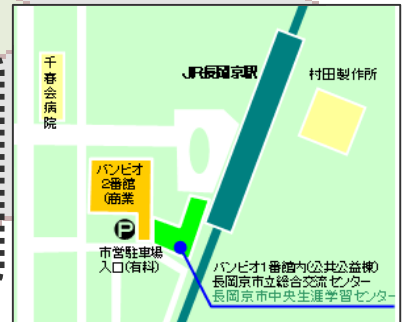 千春会病院
JR長岡京駅
村田製作所
バンビオ
2番館
(商業
P
市営駐車場
入口(有料)
バンビオ1番館内(公共公益棟)
長岡京市立総合交流センター
長岡京市中央生涯学習センター